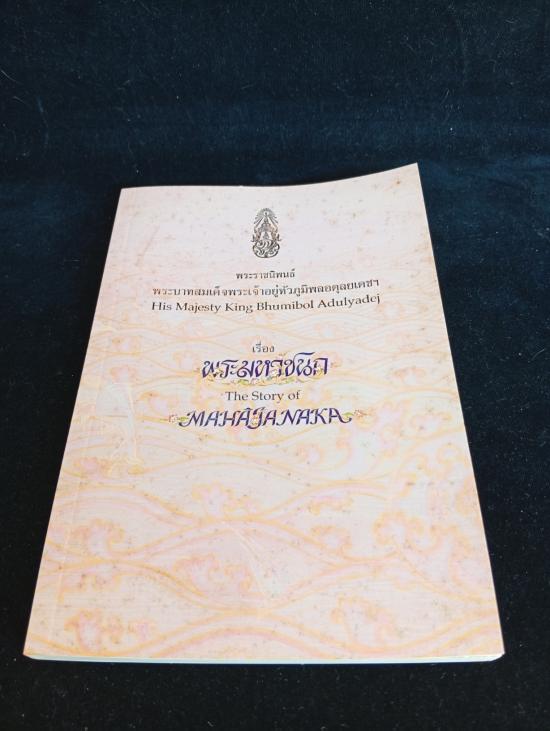 พระราชนิพนธ์
พระบาทสมเด็จพระเจ้าอยู่หัวภูมิพลอดุลยเดชฯ
His Majesty King Bhumibol Adulyadej
เรื่อง
พระมหาชนก
The Story of
MAHAJANAKA